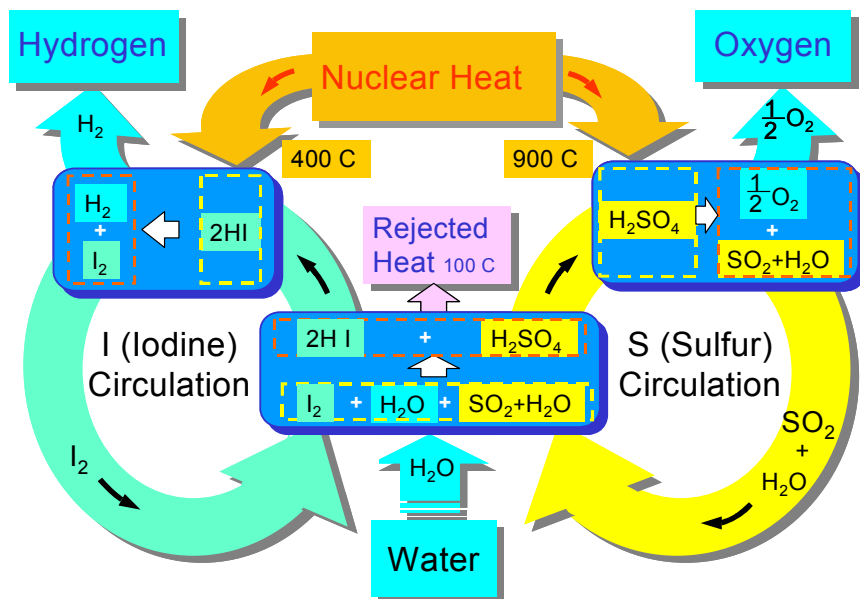 Hydrogen
Nuclear Heat
Oxygen
H₂
½O₂
400 C
900 C
H₂
+
I₂
2HI
H₂SO₄
½ O₂
+
SO₂+H₂O
Rejected
Heat 100 C
I (Iodine)
Circulation
2H I + H₂SO₄
I₂ + H₂O + SO₂+H₂O
S (Sulfur)
Circulation
I₂
H₂O
SO₂
+
H₂O
Water